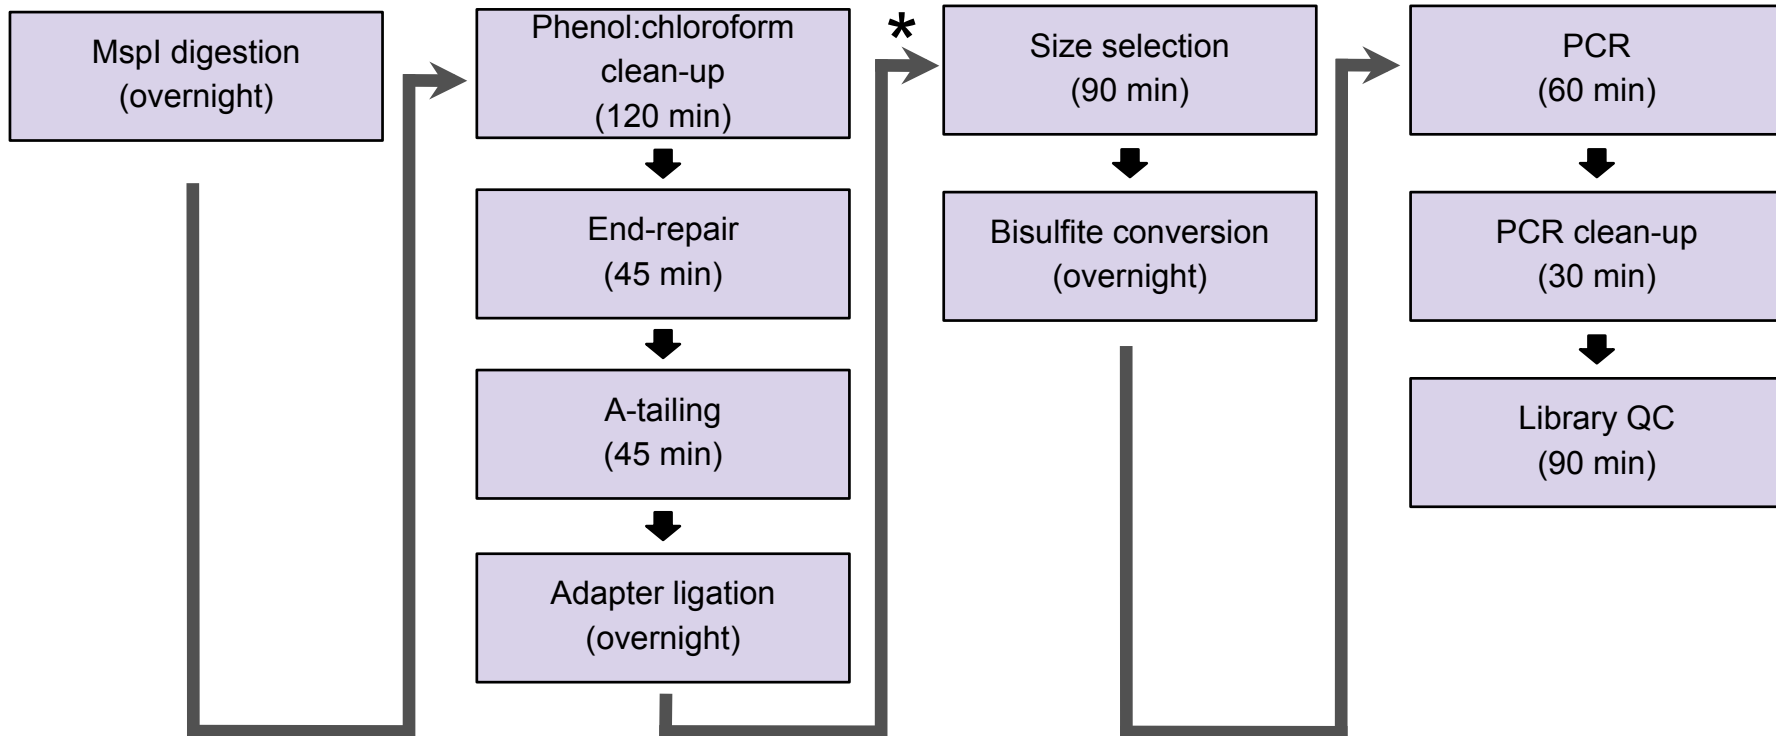 MspI digestion
(overnight)
Phenol:chloroform
clean-up
(120 min)
End-repair
(45 min)
A-tailing
(45 min)
Adapter ligation
(overnight)
*
Size selection
(90 min)
Bisulfite conversion
(overnight)
PCR
(60 min)
PCR clean-up
(30 min)
Library QC
(90 min)